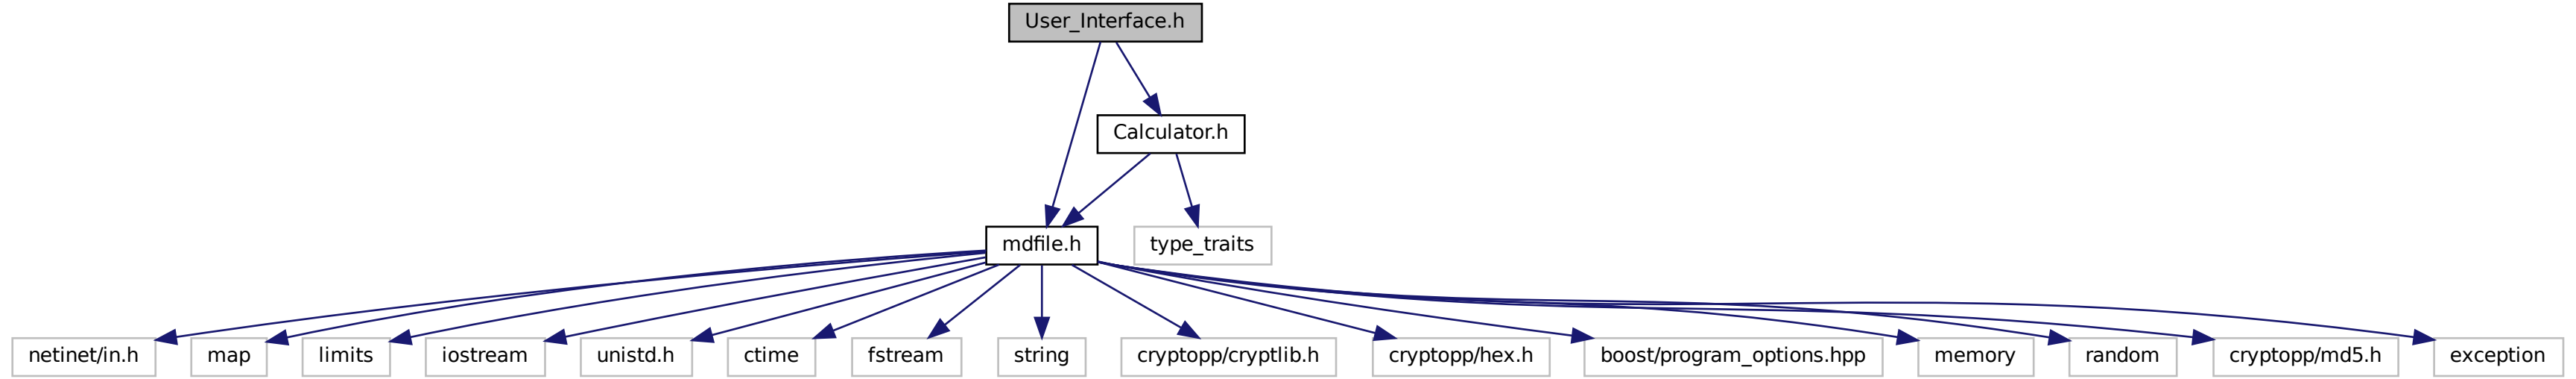 User_Interface.h
Calculator.h
mdfile.h
type_traits
netinet/in.h
map
limits
iostream
unistd.h
ctime
fstream
string
cryptopp/cryptlib.h
cryptopp/hex.h
boost/program_options.hpp
memory
random
cryptopp/md5.h
exception